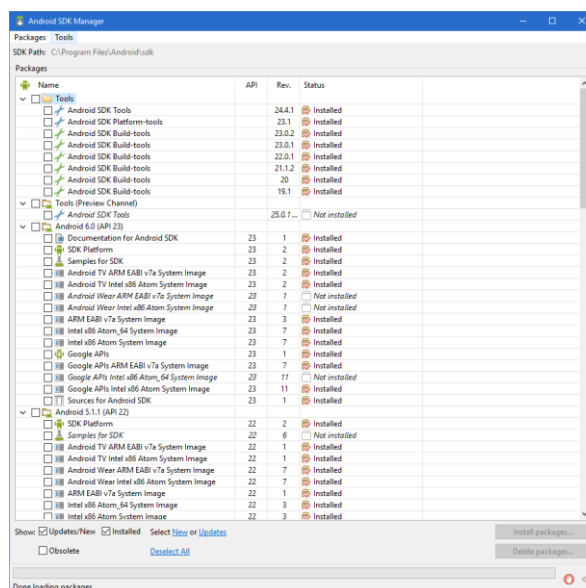 Android SDK Manager
Packages Tools
SDK Path: C:\Program Files\Android\sdk
Packages
Name API Rev. Status
Tools
Android SDK Tools 24.4.1 Installed
Android SDK Platform-tools 23.1 Installed
Android SDK Build-tools 23.0.2 Installed
Android SDK Build-tools 23.0.1 Installed
Android SDK Build-tools 22.0.1 Installed
Android SDK Build-tools 21.1.2 Installed
Android SDK Build-tools 20 Installed
Android SDK Build-tools 19.1 Installed
Tools (Preview Channel)
Android SDK Tools 25.0.1 ... Not installed
Android 6.0 (API 23)
Documentation for Android SDK 23 1 Installed
SDK Platform 23 2 Installed
Samples for SDK 23 2 Installed
Android TV ARM EABI v7a System Image 23 2 Installed
Android TV Intel x86 Atom System Image 23 2 Installed
Android Wear ARM EABI v7a System Image 23 1 Not installed
Android Wear Intel x86 Atom System Image 23 1 Not installed
ARM EABI v7a System Image 23 3 Installed
Intel x86 Atom_64 System Image 23 7 Installed
Intel x86 Atom System Image 23 7 Installed
Google APIs 23 1 Installed
Google APIs ARM EABI v7a System Image 23 7 Installed
Google APIs Intel x86 Atom_64 System Image 23 11 Not installed
Google APIs Intel x86 Atom System Image 23 11 Installed
Sources for Android SDK 23 1 Installed
Android 5.1.1 (API 22)
SDK Platform 22 2 Installed
Samples for SDK 22 6 Not installed
Android TV ARM EABI v7a System Image 22 1 Installed
Android TV Intel x86 Atom System Image 22 1 Installed
Android Wear ARM EABI v7a System Image 22 7 Installed
Android Wear Intel x86 Atom System Image 22 7 Installed
ARM EABI v7a System Image 22 1 Installed
Intel x86 Atom_64 System Image 22 3 Installed
Intel x86 Atom System Image 22 3 Installed
Show: Updates/New Installed Select New or Updates Install packages...
Obsolete Deselect All Delete packages...
Done loading packages.